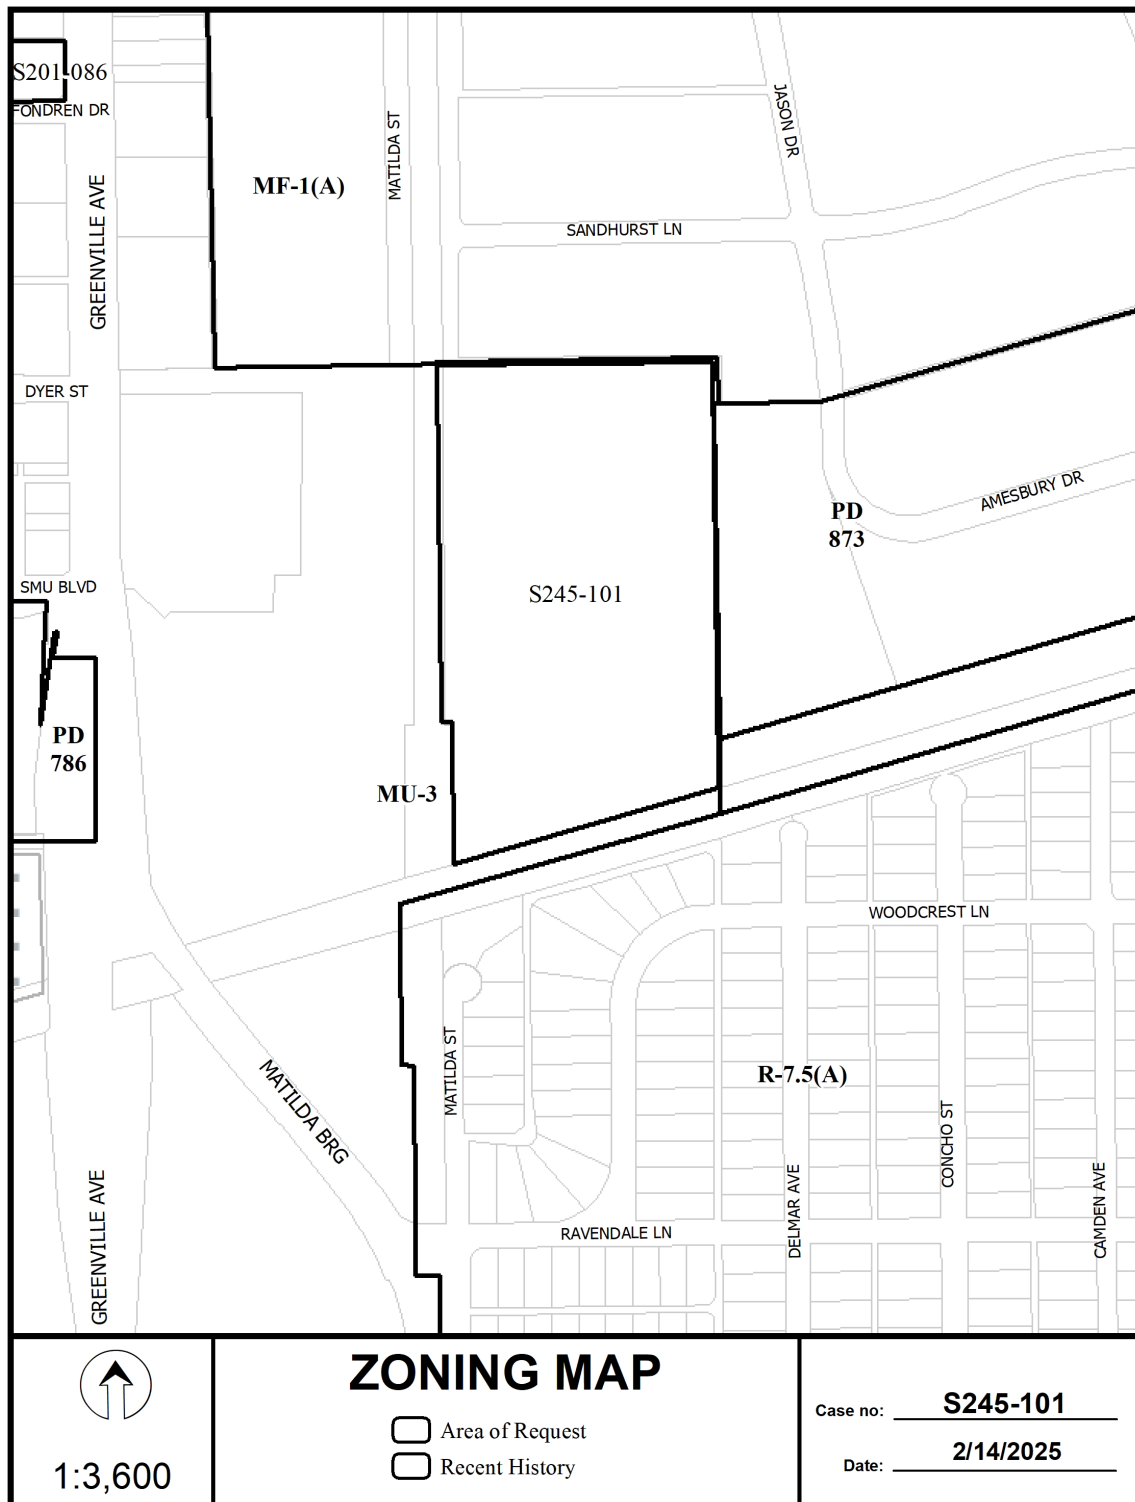 S201-086
FONDREN DR
MATILDA ST
JASON DR
MF-1(A)
GREENVILLE AVE
SANDHURST LN
DYER ST
AMESBURY DR
PD
873
SMU BLVD
S245-101
PD
786
MU-3
WOODCREST LN
MATILDA ST
MATILDA BRG
R-7.5(A)
CONCHO ST
GREENVILLE AVE
RAVENDALE LN
DELMAR AVE
CAMDEN AVE
1:3,600
ZONING MAP
Area of Request
Recent History
Case no: S245-101
Date: 2/14/2025